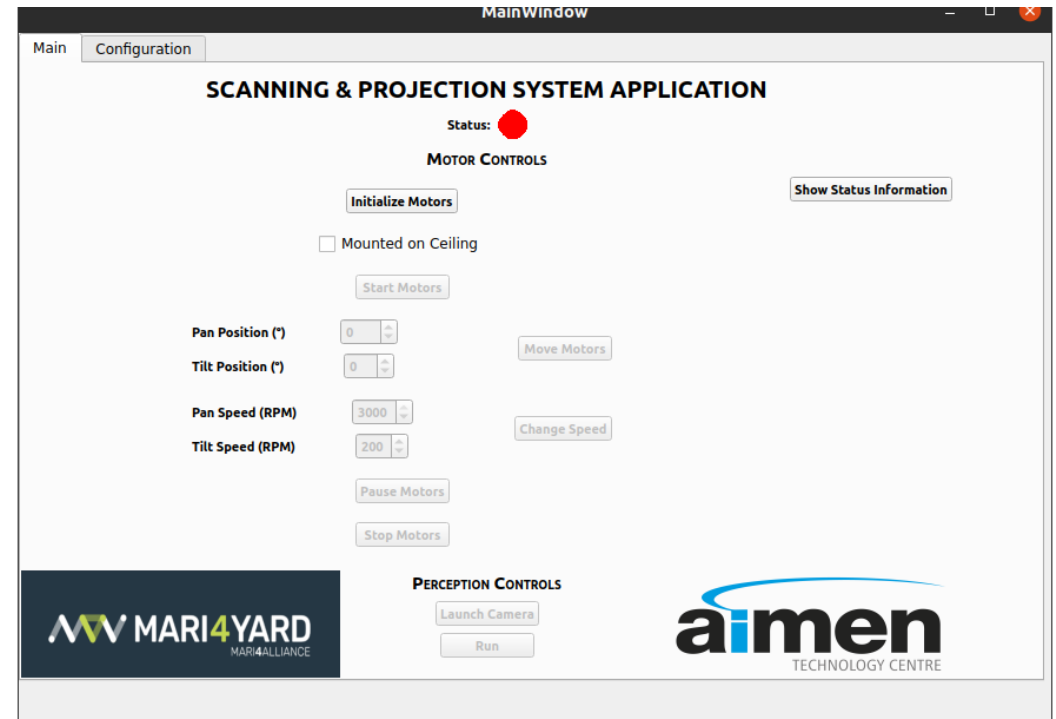 MainWindow
Main Configuration
SCANNING & PROJECTION SYSTEM APPLICATION
Status:
MOTOR CONTROLS
Show Status Information
Initialize Motors
Mounted on Ceiling
Start Motors
Pan Position (°) 0
Move Motors
Tilt Position (°) 0
Pan Speed (RPM) 3000
Change Speed
Tilt Speed (RPM) 200
Pause Motors
Stop Motors
PERCEPTION CONTROLS
Launch Camera
Run
MARI4YARD
MARI4ALLIANCE
aimen
TECHNOLOGY CENTRE